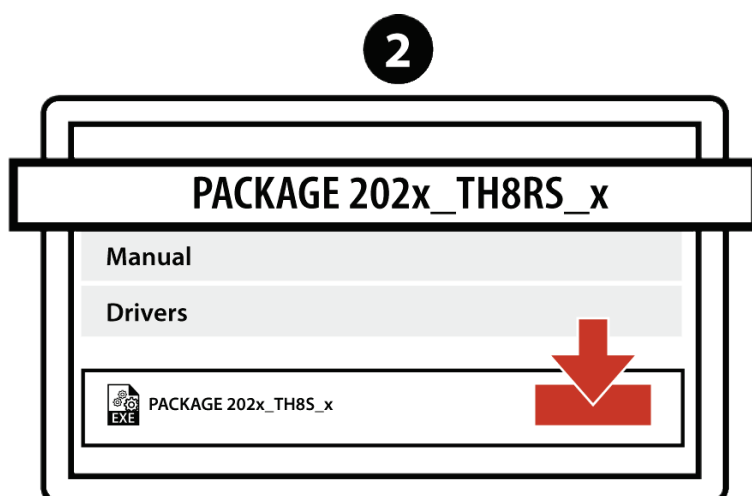 2
PACKAGE 202x_TH8RS_x
Manual
Drivers
EXE
PACKAGE 202x_TH8S_x